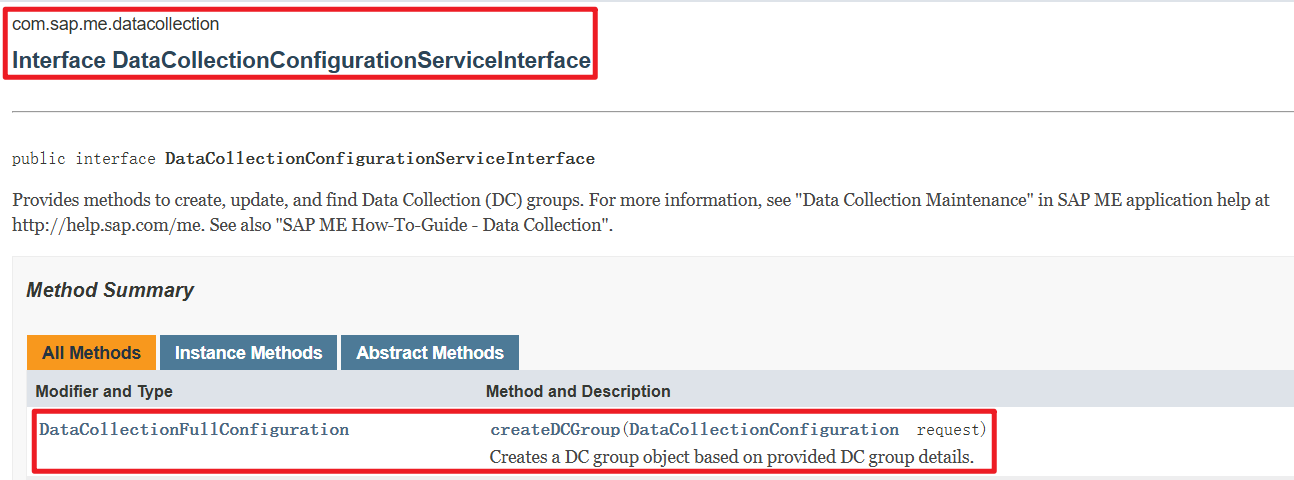 com.sap.me.datacollection
Interface DataCollectionConfigurationServiceInterface
public interface DataCollectionConfigurationServiceInterface
Provides methods to create, update, and find Data Collection (DC) groups. For more information, see "Data Collection Maintenance" in SAP ME application help at
http://help.sap.com/me. See also "SAP ME How-To-Guide - Data Collection".
Method Summary
All Methods Instance Methods Abstract Methods
Modifier and Type Method and Description
DataCollectionFullConfiguration createDCGroup(DataCollectionConfiguration request)
Creates a DC group object based on provided DC group details.